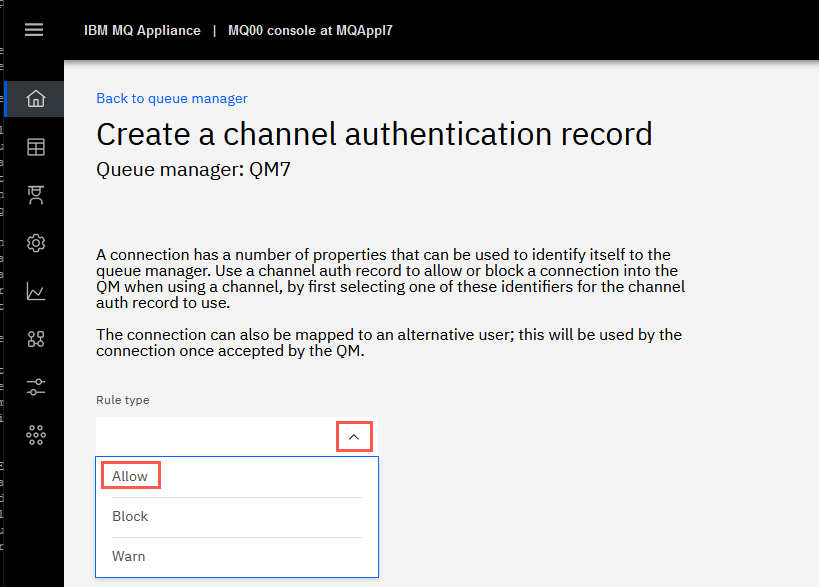 IBM MQ Appliance | MQ00 console at MQAppl7
Back to queue manager
Create a channel authentication record
Queue manager: QM7
A connection has a number of properties that can be used to identify itself to the
queue manager. Use a channel auth record to allow or block a connection into the
QM when using a channel, by first selecting one of these identifiers for the channel
auth record to use.
The connection can also be mapped to an alternative user; this will be used by the
connection once accepted by the QM.
Rule type
Allow
Block
Warn